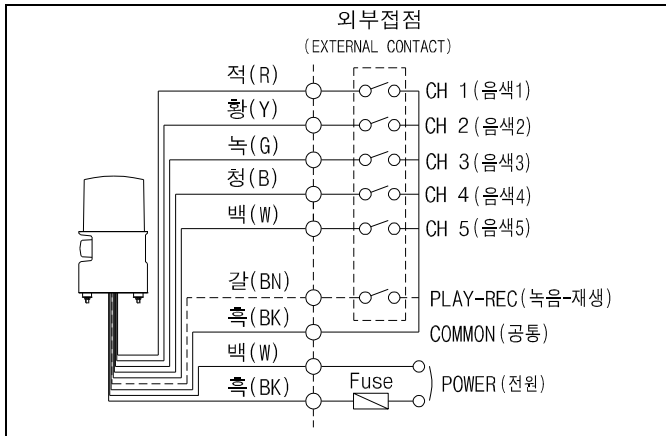 외부접점
(EXTERNAL CONTACT)
적(R)
CH 1(음색1)
황(Y)
CH 2(음색2)
녹(G)
CH 3(음색3)
청(B)
CH 4(음색4)
백(W)
CH 5(음색5)
갈(BN)
PLAY-REC(녹음-재생)
흑(BK)
COMMON(공통)
백(W)
흑(BK)
Fuse
POWER(전원)